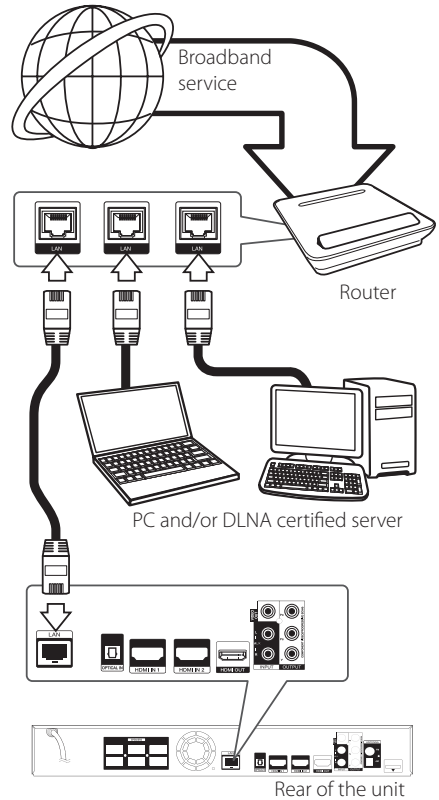 Broadband
service
LAN
LAN
LAN
Router
PC and/or DLNA certified server
LAN
OPTICAL IN
HDMI IN 1
HDMI IN 2
HDMI OUT
INPUT
OUTPUT
Rear of the unit